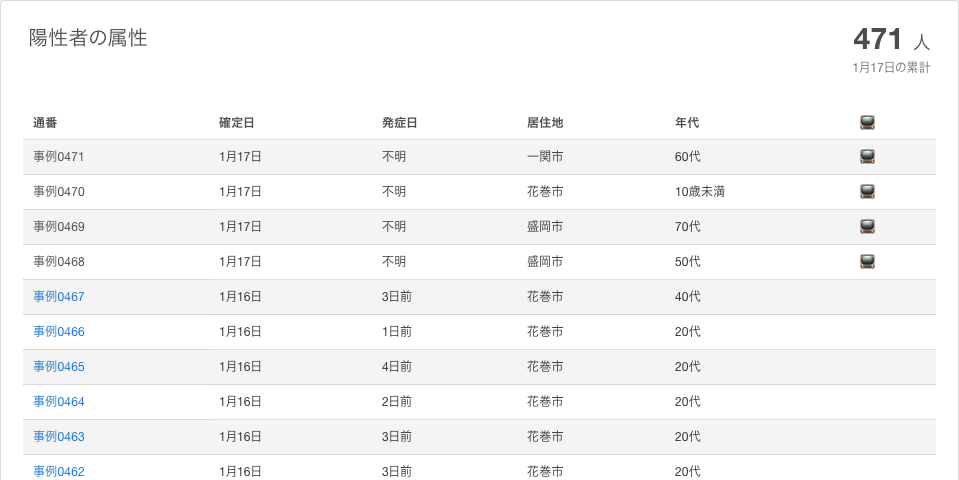 陽性者の属性
471 人
1月17日の累計
通番 確定日 発症日 居住地 年代
事例0471 1月17日 不明 一関市 60代
事例0470 1月17日 不明 花巻市 10歳未満
事例0469 1月17日 不明 盛岡市 70代
事例0468 1月17日 不明 盛岡市 50代
事例0467 1月16日 3日前 花巻市 40代
事例0466 1月16日 1日前 花巻市 20代
事例0465 1月16日 4日前 花巻市 20代
事例0464 1月16日 2日前 花巻市 20代
事例0463 1月16日 3日前 花巻市 20代
事例0462 1月16日 3日前 花巻市 20代